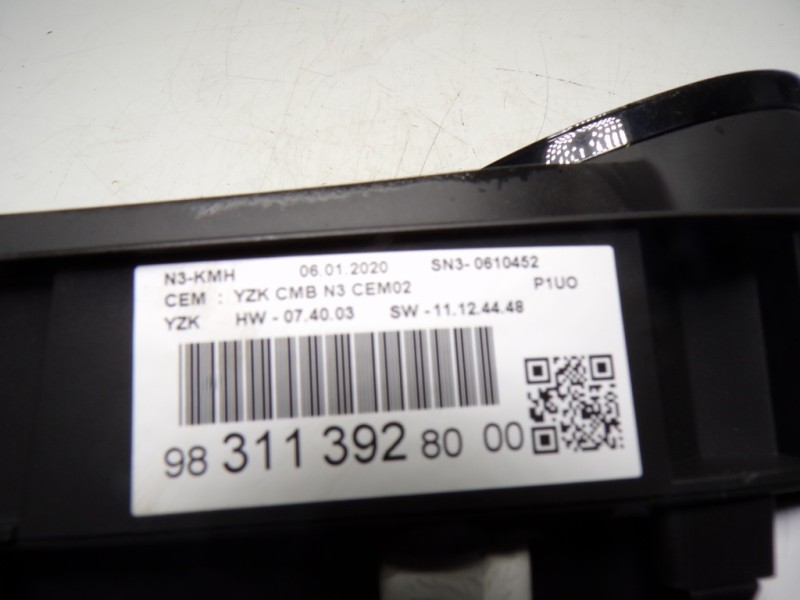 N3-KMH 06.01.2020 SN3- 0610452
CEM : YZK CMB N3 CEM02 P1UO
YZK HW - 07.40.03 SW - 11.12.44.48
98 311 392 80 00